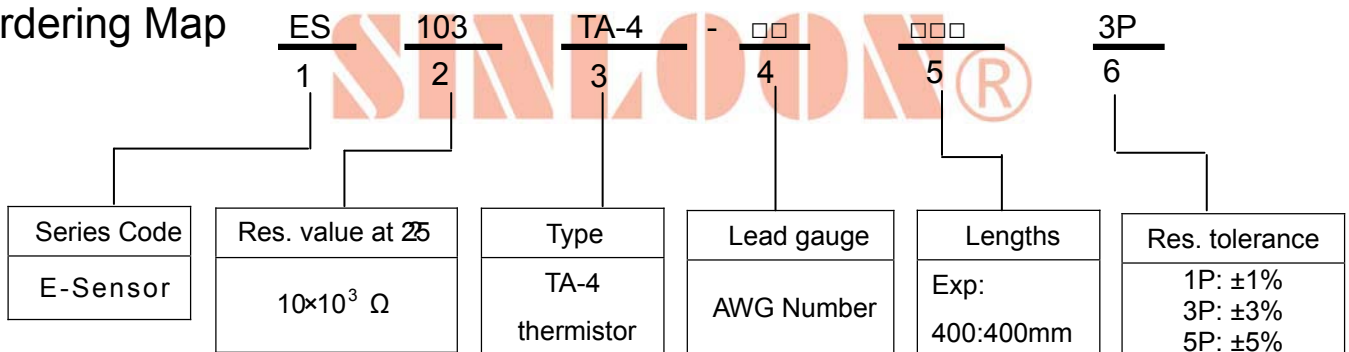 rdering Map
ES 103 TA-4 - □□ □□□ 3P
1 2 3 4 5 6
SINLOON®
Series Code
E-Sensor
Res. value at 25
10×10³ Ω
Type
TA-4
thermistor
Lead gauge
AWG Number
Lengths
Exp:
400:400mm
Res. tolerance
1P: ±1%
3P: ±3%
5P: ±5%